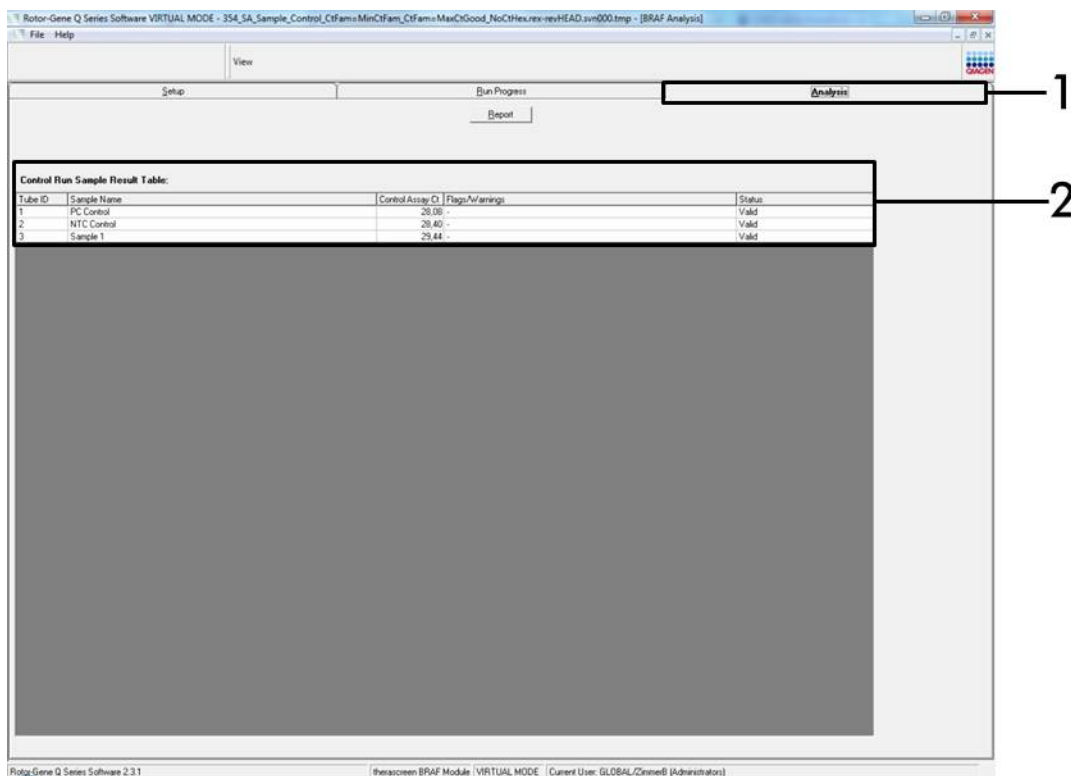 Rotor-Gene Q Series Software VIRTUAL MODE - 354_SA_Sample_Control_CtFam=MinCtFam_CtFam=MaxCtGood_NoCtHex.rex-revHEAD.svn000.tmp - [BRAF Analysis]
File Help
View
QIAGEN
Setup Run Progress Analysis 1
Report
Control Run Sample Result Table: 2
Tube ID Sample Name Control Assay Ct Flags/Warnings Status
1 PC Control 28,08 - Valid
2 NTC Control 28,40 - Valid
3 Sample 1 29,44 - Valid
Rotor-Gene Q Series Software 2.3.1 therascreen BRAF Module VIRTUAL MODE Current User: GLOBAL/ZimmerB (Administrators)